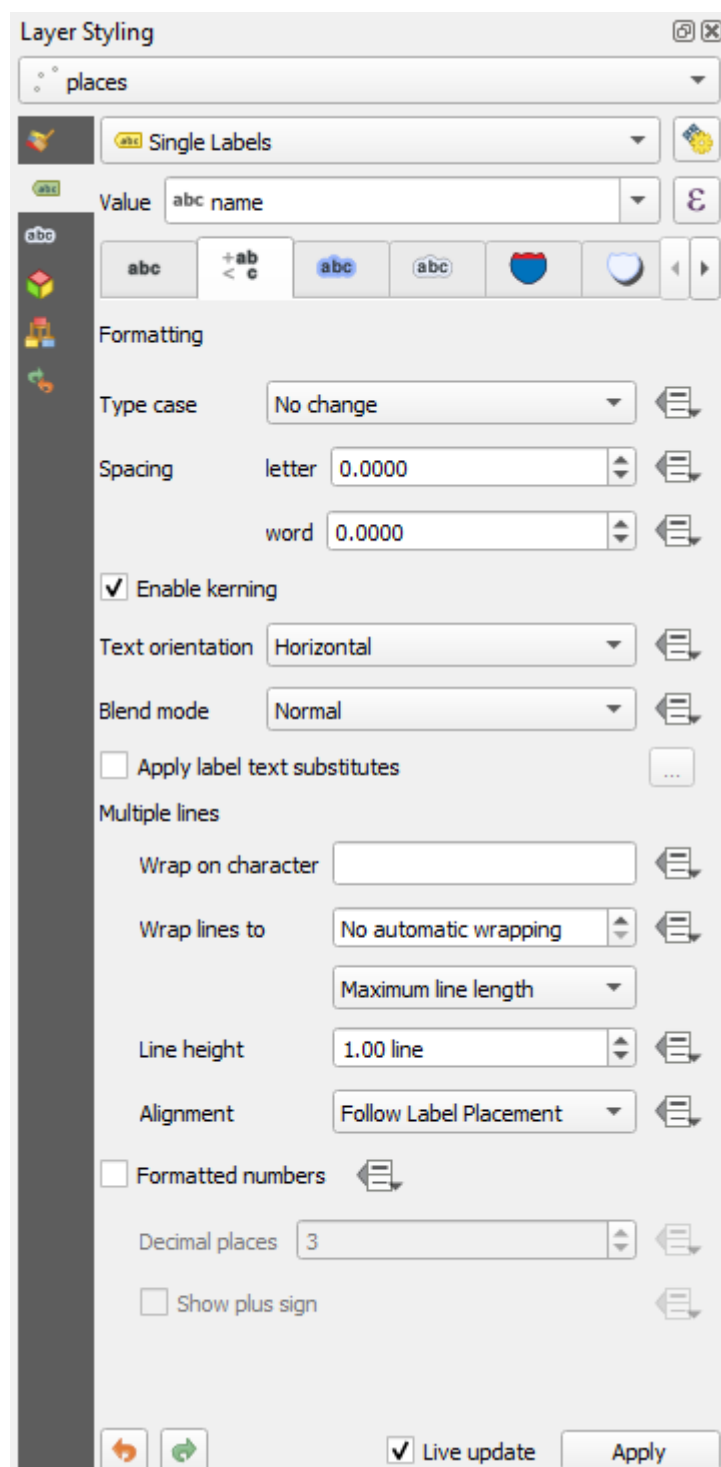 Layer Styling
places
Single Labels
Value abc name ε
abc +ab < c abc abc
Formatting
Type case No change
Spacing letter 0.0000
word 0.0000
Enable kerning
Text orientation Horizontal
Blend mode Normal
Apply label text substitutes ...
Multiple lines
Wrap on character
Wrap lines to No automatic wrapping
Maximum line length
Line height 1.00 line
Alignment Follow Label Placement
Formatted numbers
Decimal places 3
Show plus sign
Live update Apply